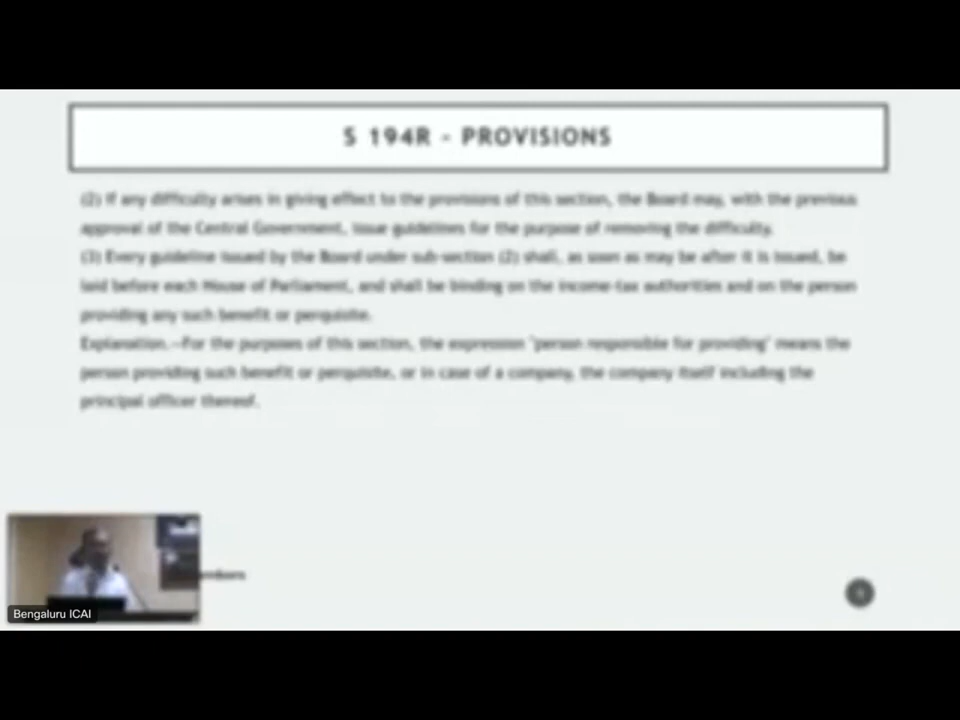 S 194R - PROVISIONS
(2) If any difficulty arises in giving effect to the provisions of this section, the Board may, with the previous
approval of the Central Government, issue guidelines for the purpose of removing the difficulty.
(3) Every guideline issued by the Board under sub-section (2) shall, as soon as may be after it is issued, be
laid before each House of Parliament, and shall be binding on the income-tax authorities and on the person
providing any such benefit or perquisite.
Explanation.—For the purposes of this section, the expression "person responsible for providing" means the
person providing such benefit or perquisite, or in case of a company, the company itself including the
principal officer thereof.
Bengaluru ICAI